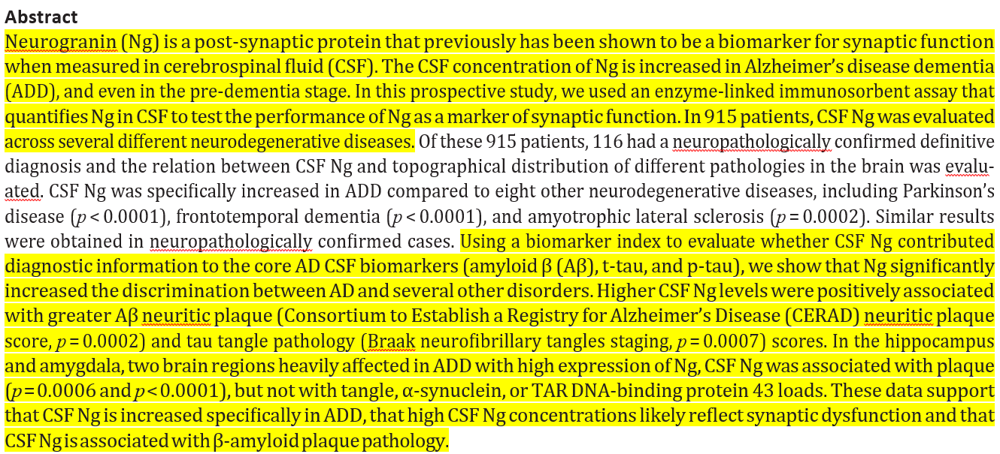 Abstract
Neurogranin (Ng) is a post-synaptic protein that previously has been shown to be a biomarker for synaptic function
when measured in cerebrospinal fluid (CSF). The CSF concentration of Ng is increased in Alzheimer’s disease dementia
(ADD), and even in the pre-dementia stage. In this prospective study, we used an enzyme-linked immunosorbent assay that
quantifies Ng in CSF to test the performance of Ng as a marker of synaptic function. In 915 patients, CSF Ng was evaluated
across several different neurodegenerative diseases. Of these 915 patients, 116 had a neuropathologically confirmed definitive
diagnosis and the relation between CSF Ng and topographical distribution of different pathologies in the brain was evalu-
ated. CSF Ng was specifically increased in ADD compared to eight other neurodegenerative diseases, including Parkinson’s
disease (p < 0.0001), frontotemporal dementia (p < 0.0001), and amyotrophic lateral sclerosis (p = 0.0002). Similar results
were obtained in neuropathologically confirmed cases. Using a biomarker index to evaluate whether CSF Ng contributed
diagnostic information to the core AD CSF biomarkers (amyloid β (Aβ), t-tau, and p-tau), we show that Ng significantly
increased the discrimination between AD and several other disorders. Higher CSF Ng levels were positively associated
with greater Aβ neuritic plaque (Consortium to Establish a Registry for Alzheimer’s Disease (CERAD) neuritic plaque
score, p = 0.0002) and tau tangle pathology (Braak neurofibrillary tangles staging, p = 0.0007) scores. In the hippocampus
and amygdala, two brain regions heavily affected in ADD with high expression of Ng, CSF Ng was associated with plaque
(p = 0.0006 and p < 0.0001), but not with tangle, α-synuclein, or TAR DNA-binding protein 43 loads. These data support
that CSF Ng is increased specifically in ADD, that high CSF Ng concentrations likely reflect synaptic dysfunction and that
CSF Ng is associated with β-amyloid plaque pathology.